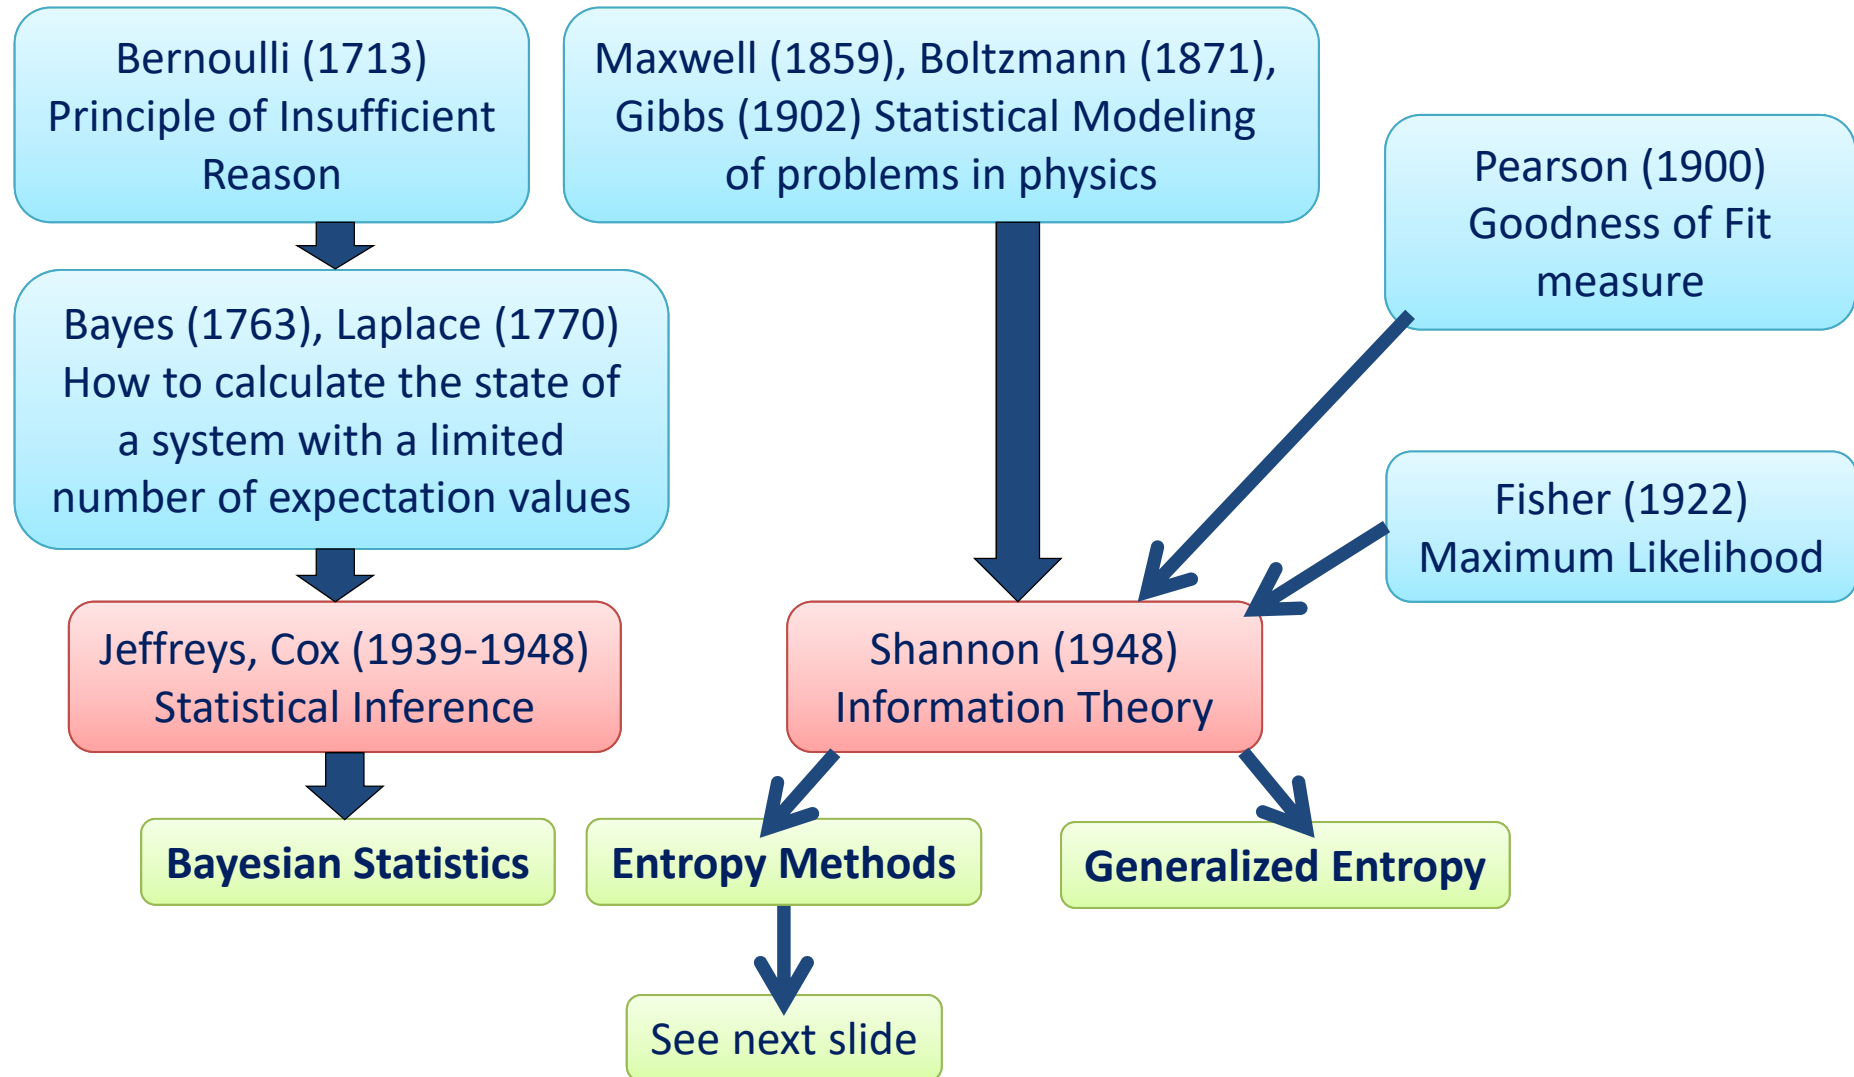 Bernoulli (1713)
Principle of Insufficient
Reason
Maxwell (1859), Boltzmann (1871),
Gibbs (1902) Statistical Modeling
of problems in physics
Pearson (1900)
Goodness of Fit
measure
Bayes (1763), Laplace (1770)
How to calculate the state of
a system with a limited
number of expectation values
Fisher (1922)
Maximum Likelihood
Jeffreys, Cox (1939-1948)
Statistical Inference
Shannon (1948)
Information Theory
Bayesian Statistics
Entropy Methods
Generalized Entropy
See next slide